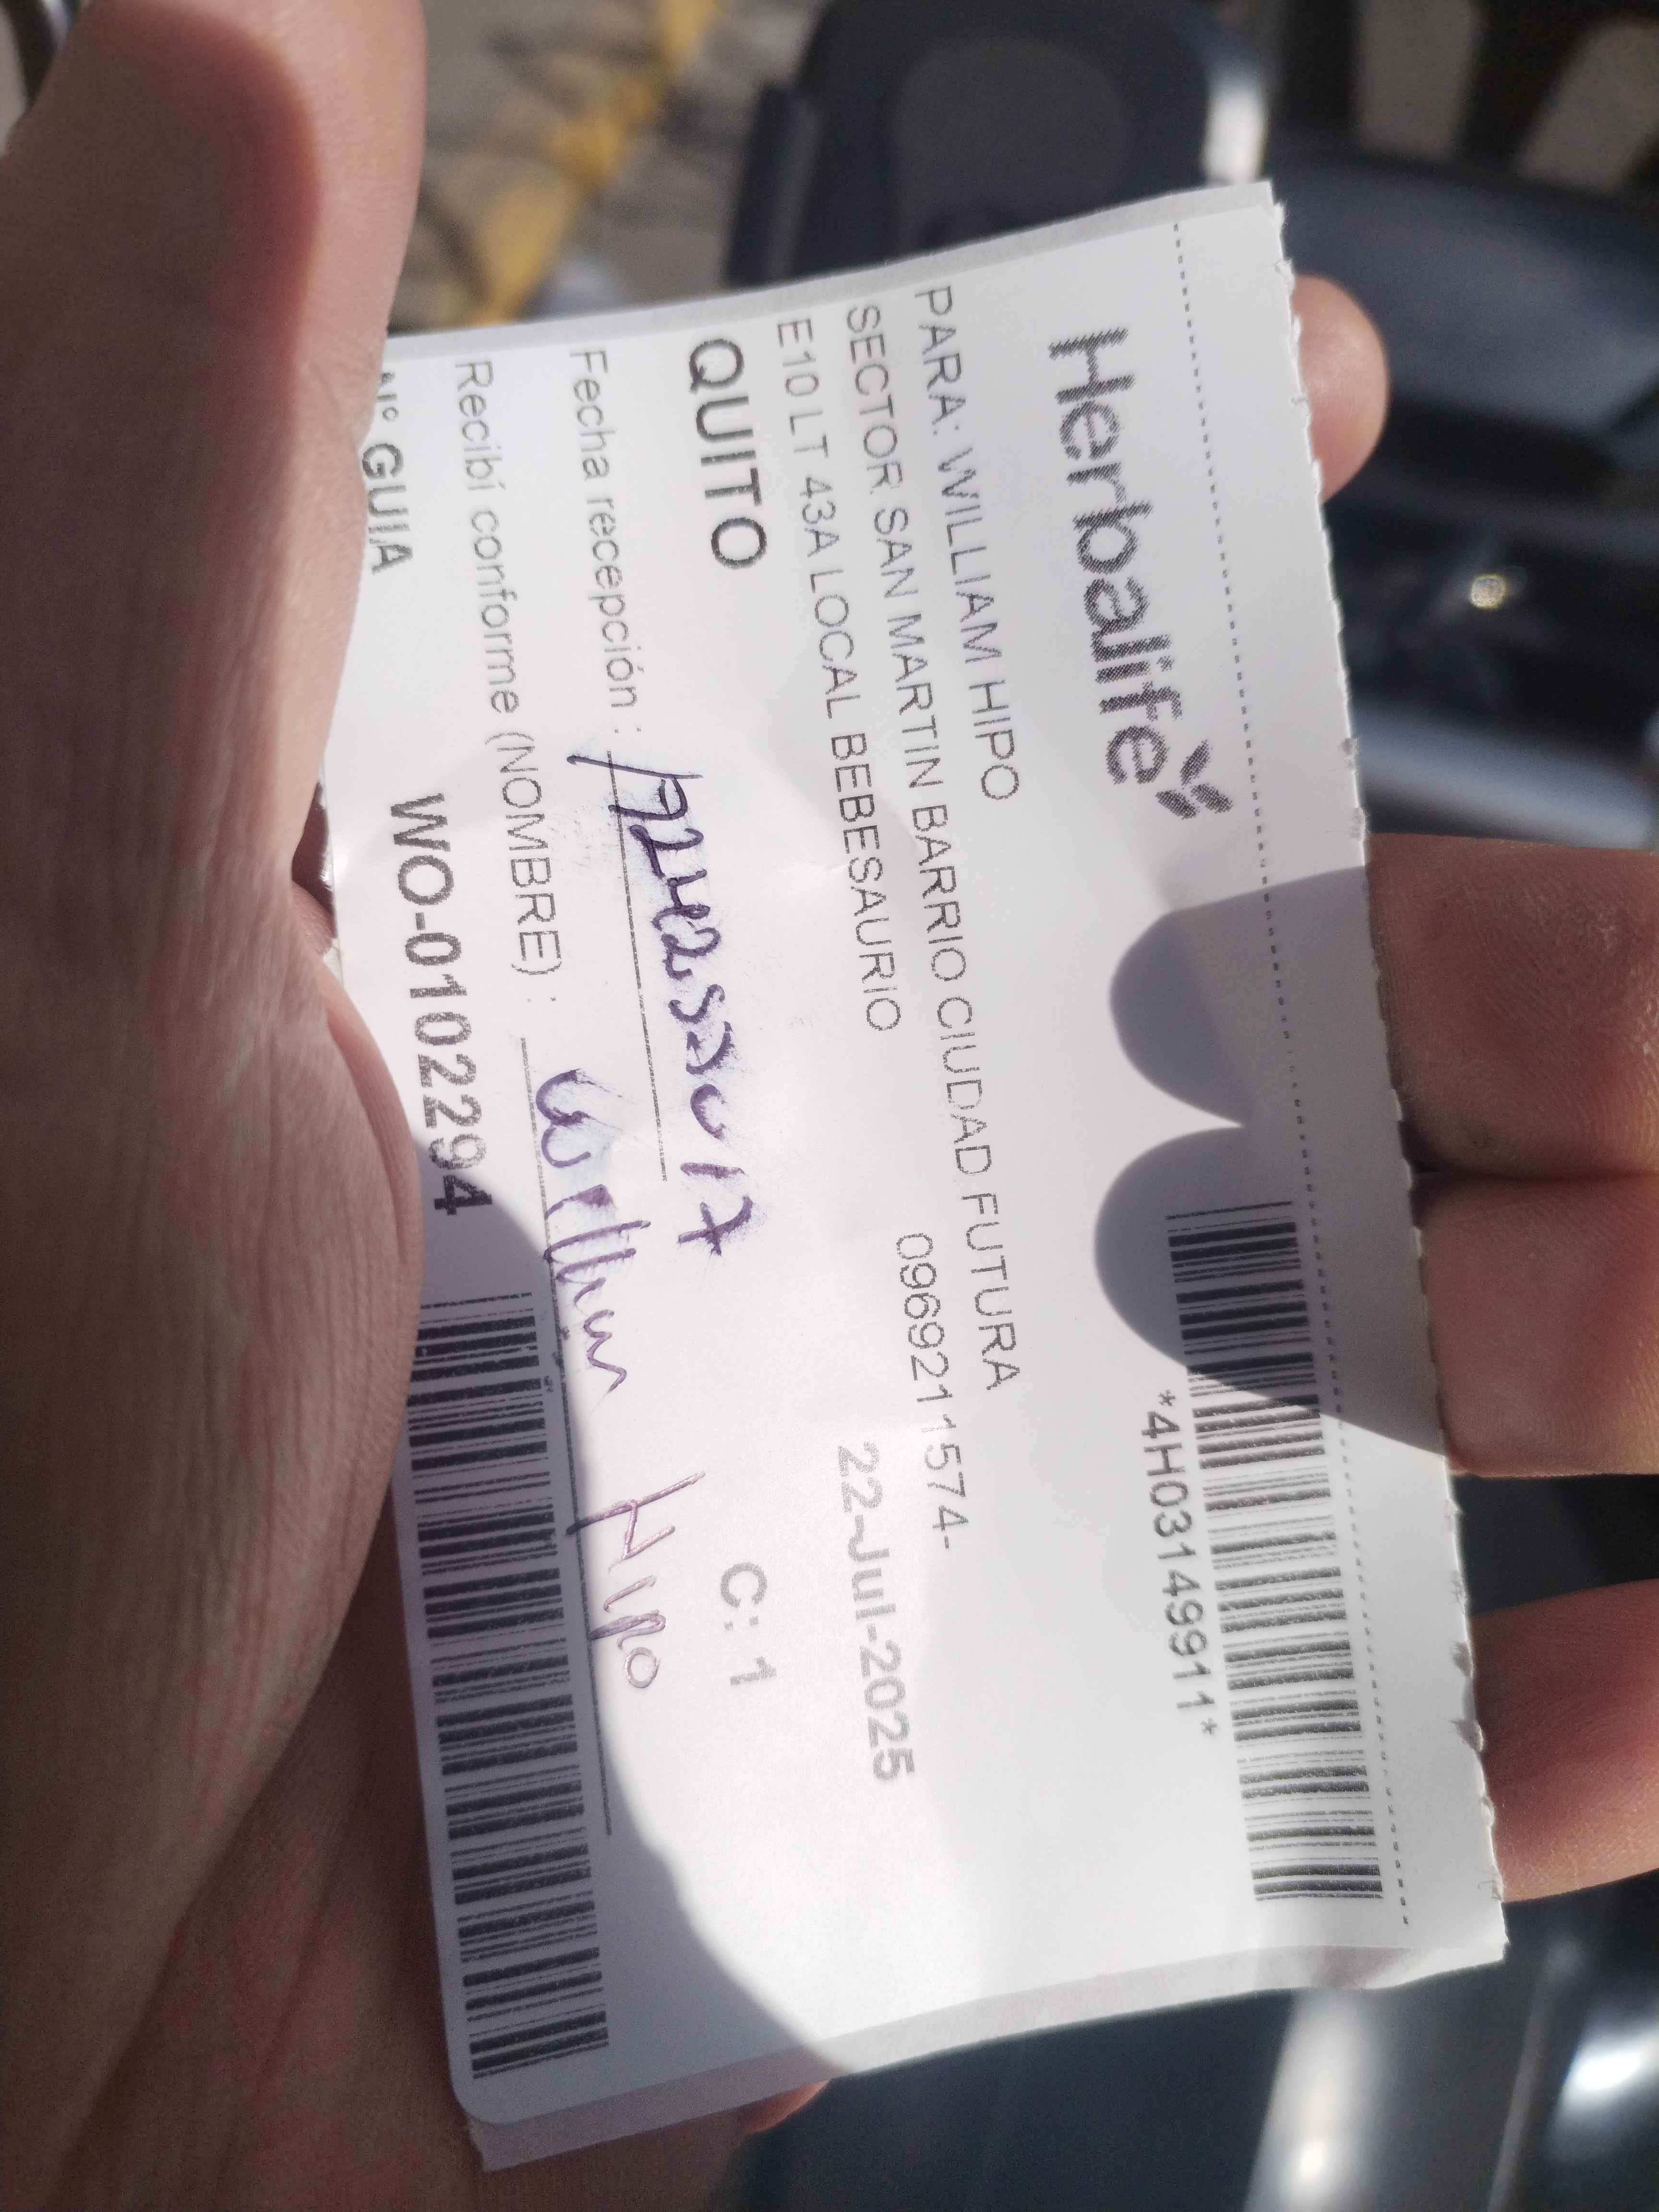 Herbalife
*4H03149911*
PARA: WILLIAM HIPO
SECTOR SAN MARTIN BARRIO CIUDAD FUTURA
E10 LT 43A LOCAL BEBESAURIO
0969211574-
22-Jul-2025
QUITO
C: 1
Fecha recepción :
Recibí conforme (NOMBRE) : William Hipo
N° GUIA WO-0102294